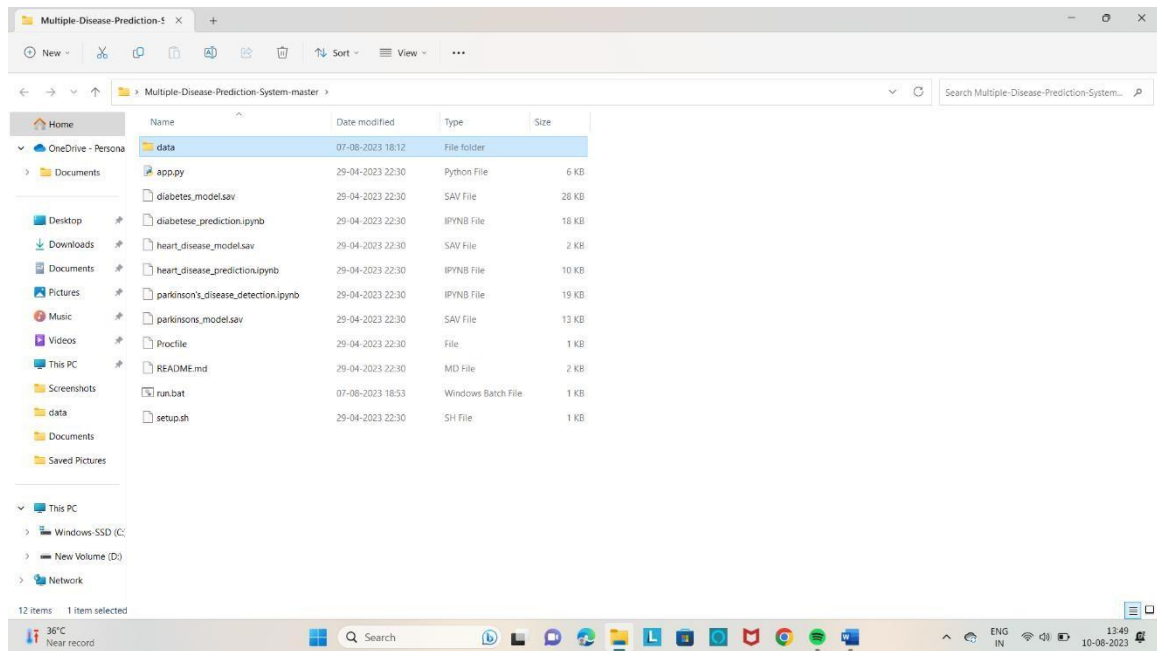 Multiple-Disease-Prediction-S
New
Sort
View
Multiple-Disease-Prediction-System-master
Search Multiple-Disease-Prediction-System...
Home
OneDrive - Persona
Documents
Desktop
Downloads
Documents
Pictures
Music
Videos
This PC
Screenshots
data
Documents
Saved Pictures
This PC
Windows-SSD (C:
New Volume (D:)
Network
Name Date modified Type Size
data 07-08-2023 18:12 File folder
app.py 29-04-2023 22:30 Python File 6 KB
diabetes_model.sav 29-04-2023 22:30 SAV File 28 KB
diabetese_prediction.ipynb 29-04-2023 22:30 IPYNB File 18 KB
heart_disease_model.sav 29-04-2023 22:30 SAV File 2 KB
heart_disease_prediction.ipynb 29-04-2023 22:30 IPYNB File 10 KB
parkinson's_disease_detection.ipynb 29-04-2023 22:30 IPYNB File 19 KB
parkinsons_model.sav 29-04-2023 22:30 SAV File 13 KB
Procfile 29-04-2023 22:30 File 1 KB
README.md 29-04-2023 22:30 MD File 2 KB
run.bat 07-08-2023 18:53 Windows Batch File 1 KB
setup.sh 29-04-2023 22:30 SH File 1 KB
12 items 1 item selected
36°C
Near record
Search
ENG
IN
13:49
10-08-2023